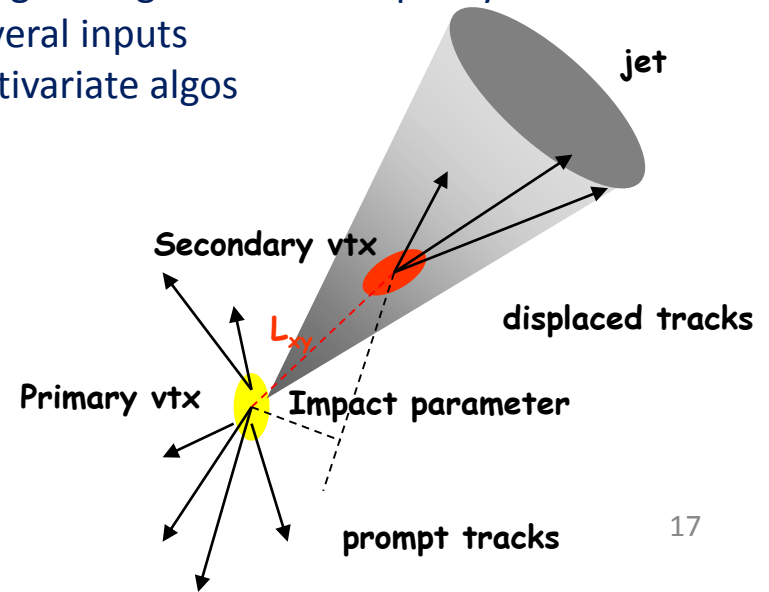 veral inputs
tivariate algos
jet
Secondary vtx
displaced tracks
Lxy
Primary vtx
Impact parameter
prompt tracks
17